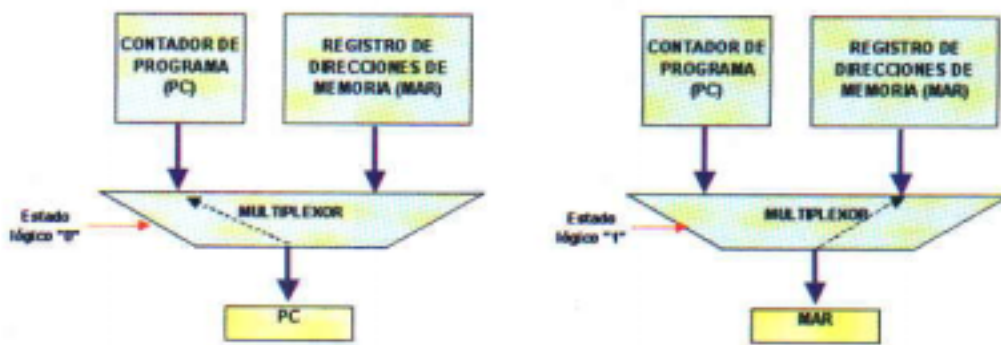 CONTADOR DE
PROGRAMA
(PC)
REGISTRO DE
DIRECCIONES DE
MEMORIA (MAR)
MULTIPLEXOR
Estado
lógico "0"
PC
CONTADOR DE
PROGRAMA
(PC)
REGISTRO DE
DIRECCIONES DE
MEMORIA (MAR)
MULTIPLEXOR
Estado
lógico "1"
MAR